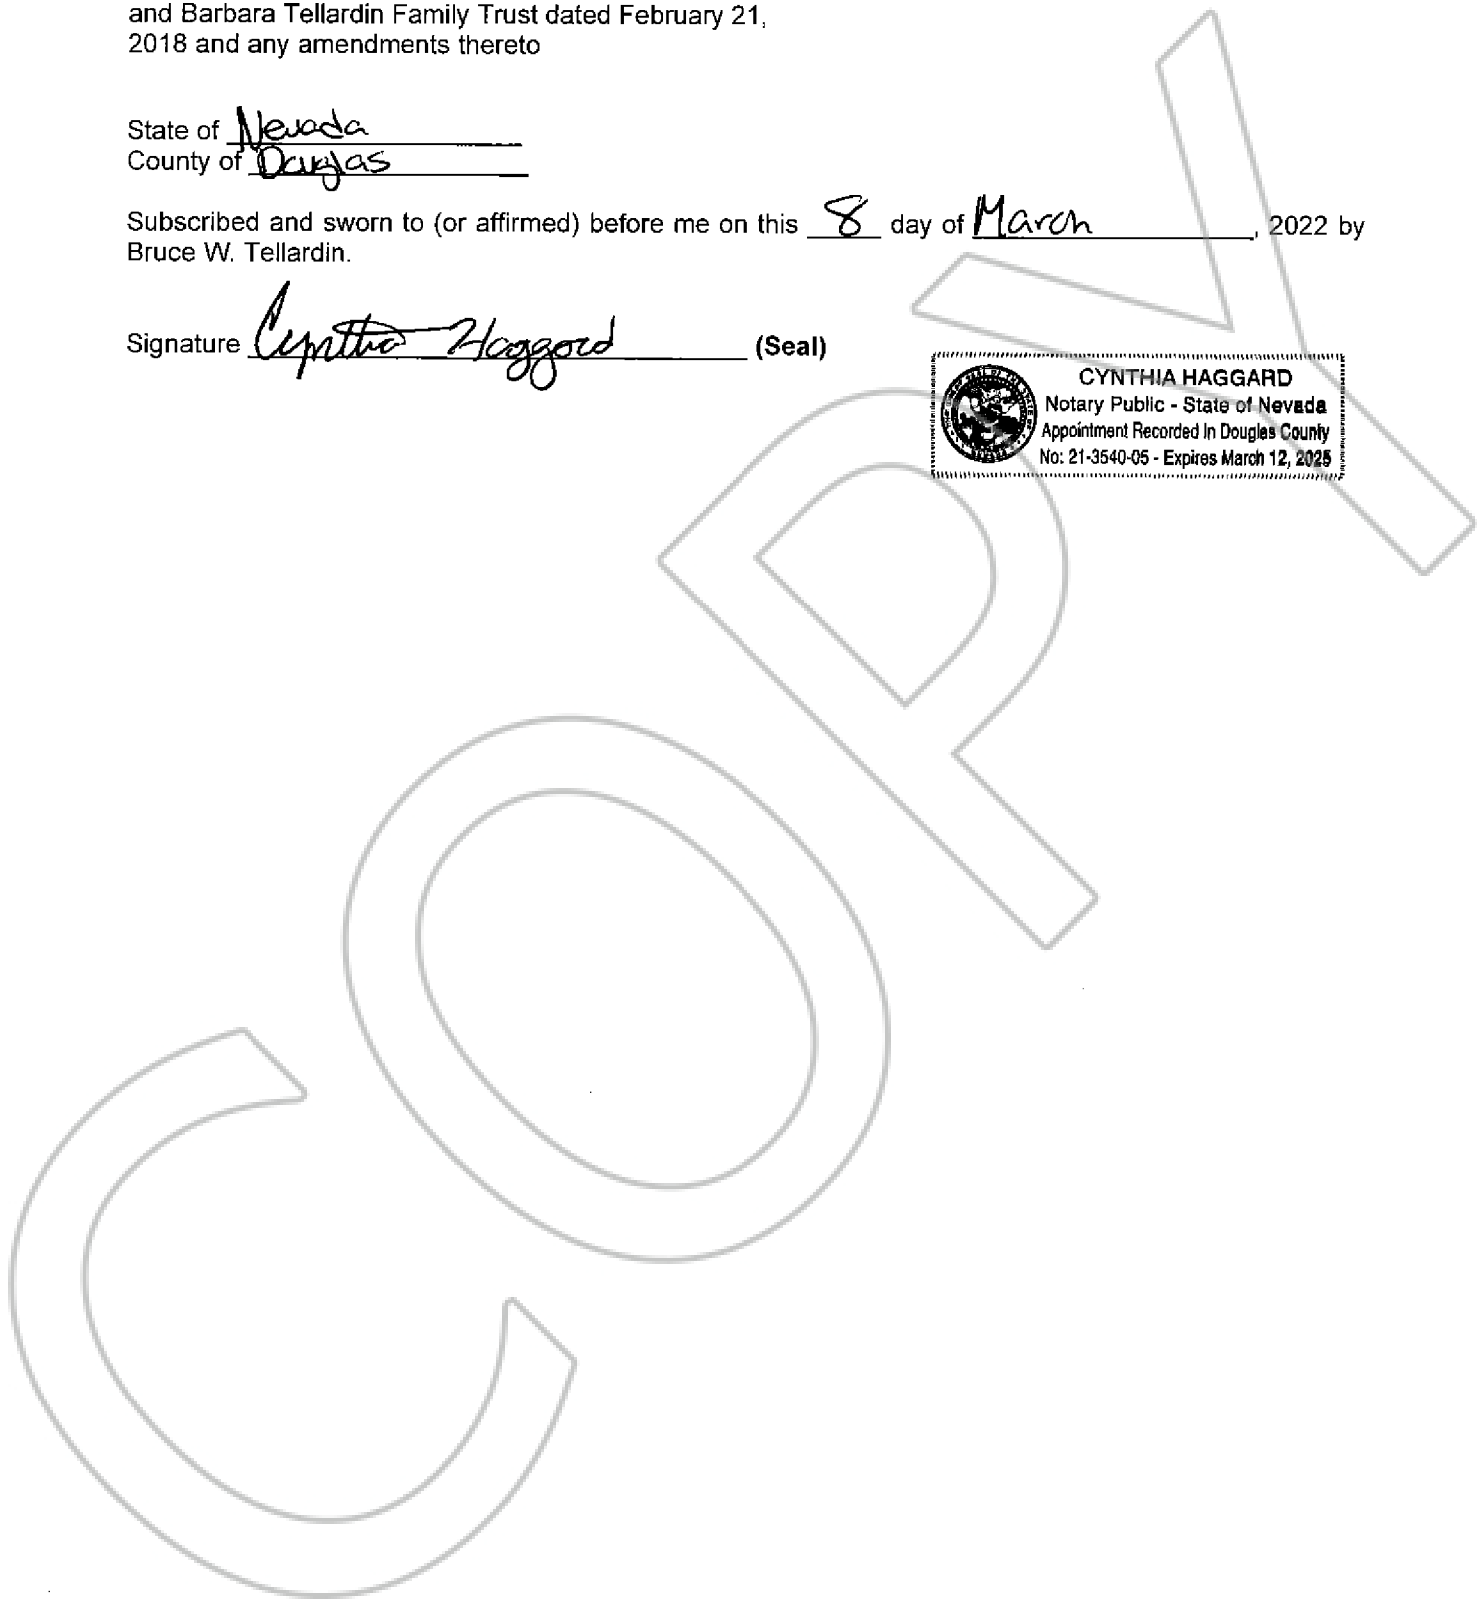 and Barbara Tellardin Family Trust dated February 21,
2018 and any amendments thereto
State of Nevada
County of Douglas
Subscribed and sworn to (or affirmed) before me on this 8 day of March, 2022 by
Bruce W. Tellardin.
Signature Cynthia Haggard (Seal)
CYNTHIA HAGGARD
Notary Public - State of Nevada
Appointment Recorded In Douglas County
No: 21-3540-05 - Expires March 12, 2025
COPY